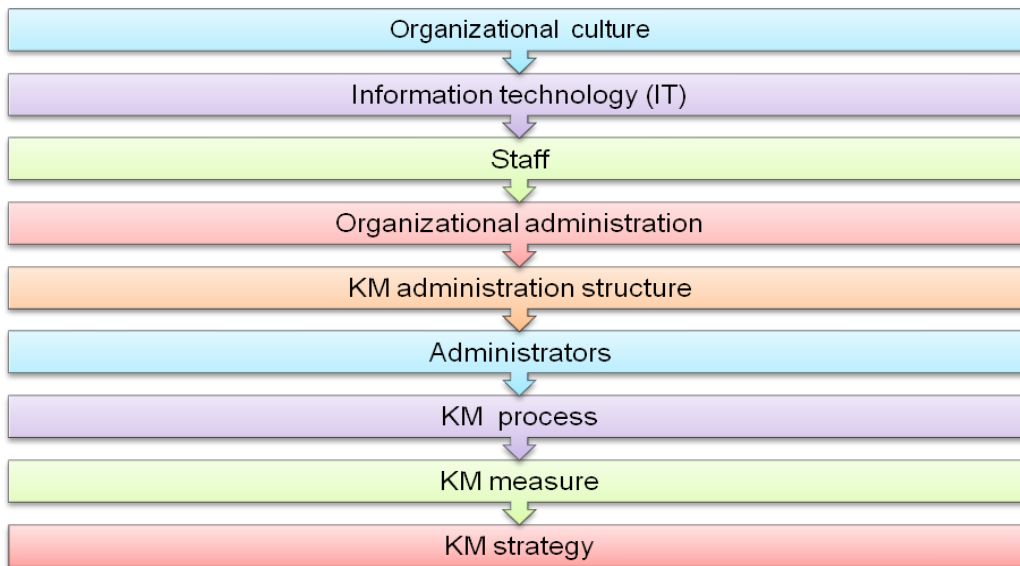 Organizational culture
Information technology (IT)
Staff
Organizational administration
KM administration structure
Administrators
KM process
KM measure
KM strategy